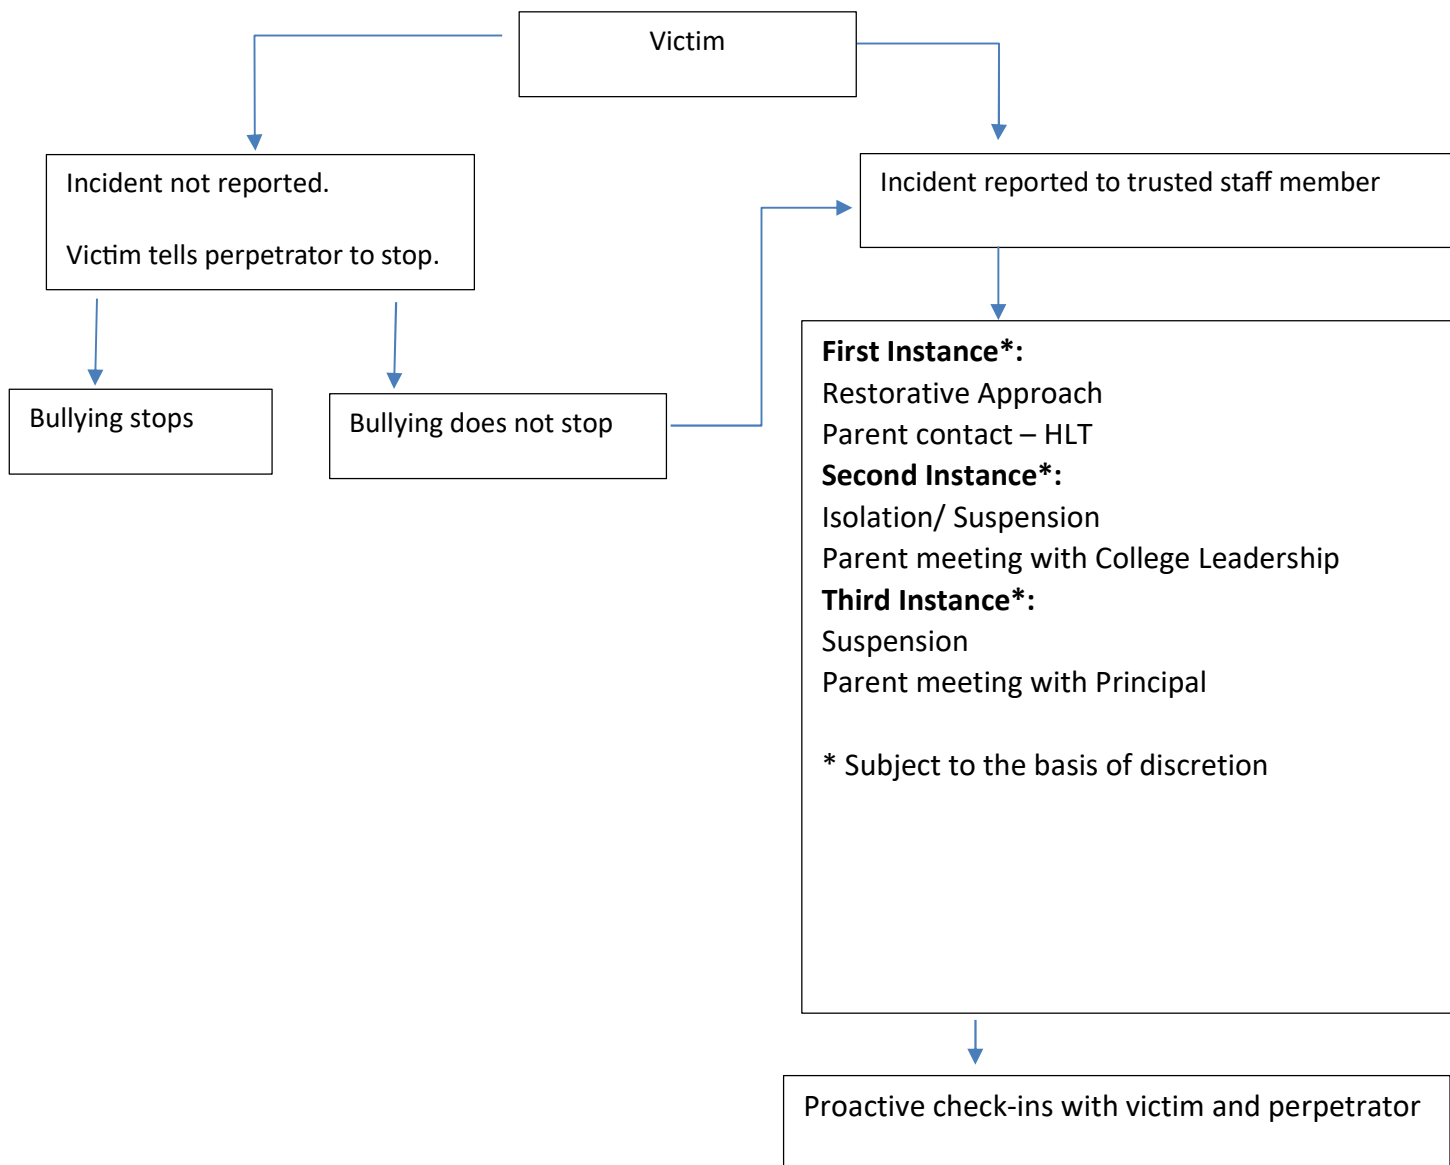 Victim
Incident not reported.
Victim tells perpetrator to stop.
Incident reported to trusted staff member
Bullying stops
Bullying does not stop
First Instance*:
Restorative Approach
Parent contact – HLT
Second Instance*:
Isolation/ Suspension
Parent meeting with College Leadership
Third Instance*:
Suspension
Parent meeting with Principal
* Subject to the basis of discretion
Proactive check-ins with victim and perpetrator